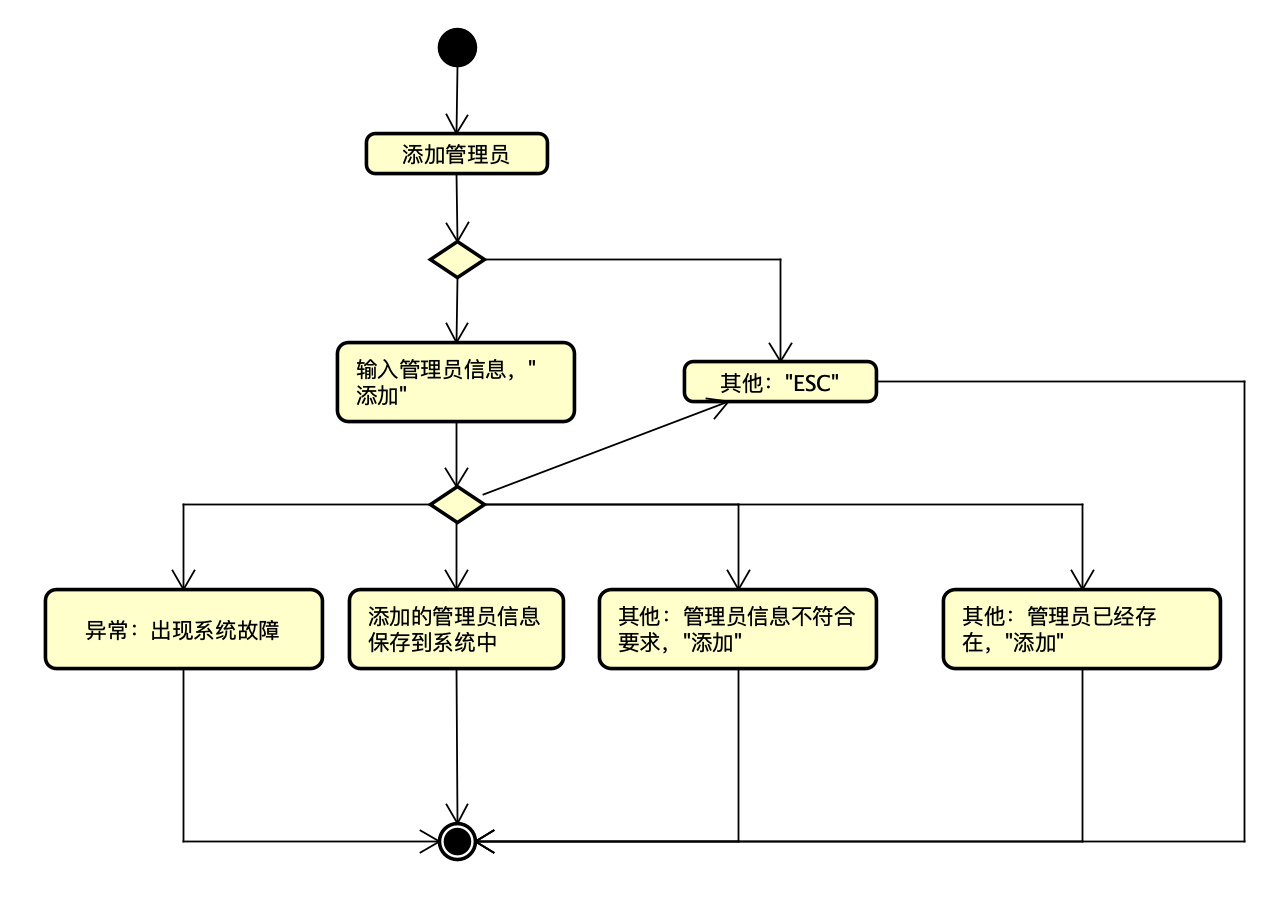 添加管理员
输入管理员信息，"
添加"
其他："ESC"
异常：出现系统故障
添加的管理员信息
保存到系统中
其他：管理员信息不符合
要求，"添加"
其他：管理员已经存
在，"添加"